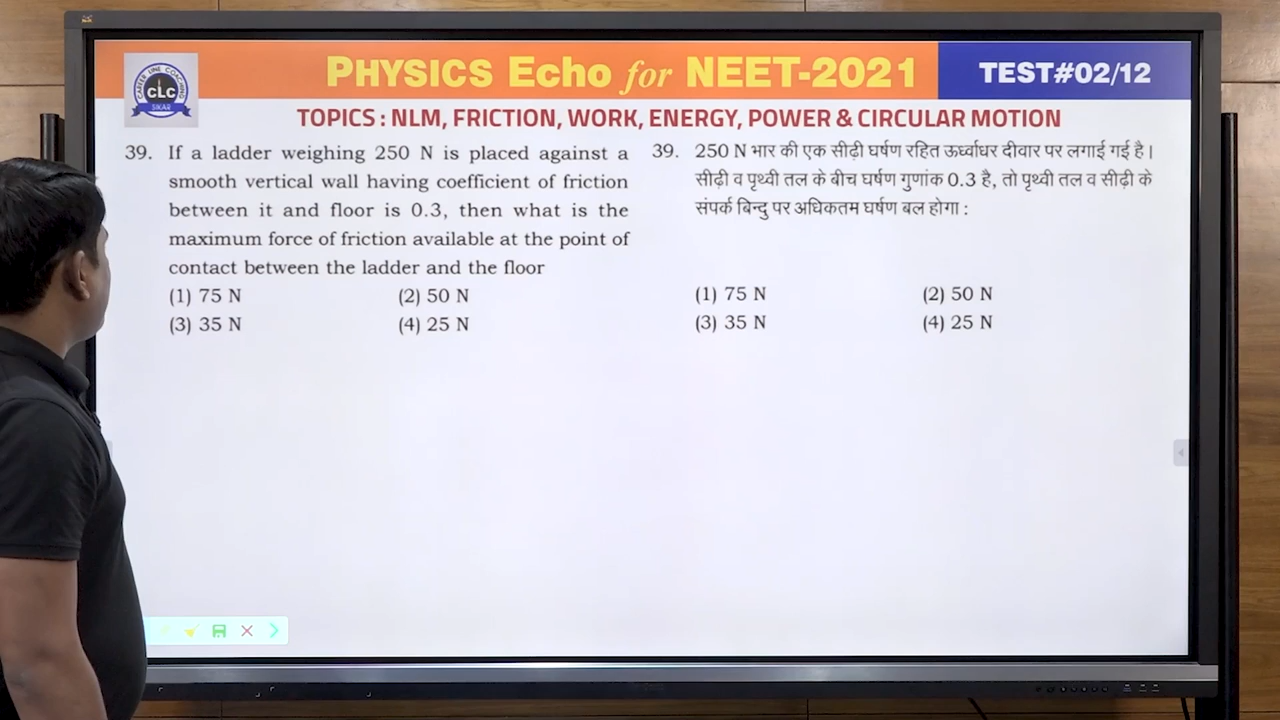 PHYSICS Echo for NEET-2021
TEST#02/12
CAREER LINE COACHING
CLC
SIKAR
TOPICS : NLM, FRICTION, WORK, ENERGY, POWER & CIRCULAR MOTION
39. If a ladder weighing 250 N is placed against a
smooth vertical wall having coefficient of friction
between it and floor is 0.3, then what is the
maximum force of friction available at the point of
contact between the ladder and the floor
(1) 75 N (2) 50 N
(3) 35 N (4) 25 N
39. 250 N भार की एक सीढ़ी घर्षण रहित ऊर्ध्वाधर दीवार पर लगाई गई है।
सीढ़ी व पृथ्वी तल के बीच घर्षण गुणांक 0.3 है, तो पृथ्वी तल व सीढ़ी के
संपर्क बिन्दु पर अधिकतम घर्षण बल होगा :
(1) 75 N (2) 50 N
(3) 35 N (4) 25 N